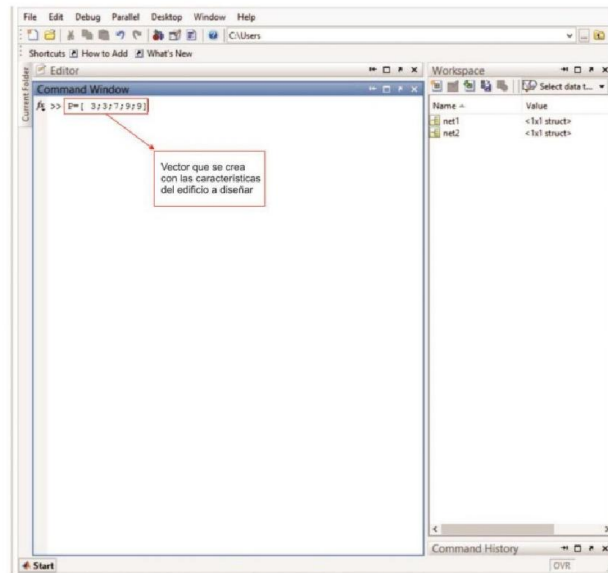 File Edit Debug Parallel Desktop Window Help
C:\Users
Shortcuts How to Add What's New
Current Folder
Editor
Workspace
Command Window
Select data t...
fx >> P=[ 3;3;7;9;9]
Name Value
net1 <1x1 struct>
net2 <1x1 struct>
Vector que se crea
con las características
del edificio a diseñar
Command History
Start
OVR